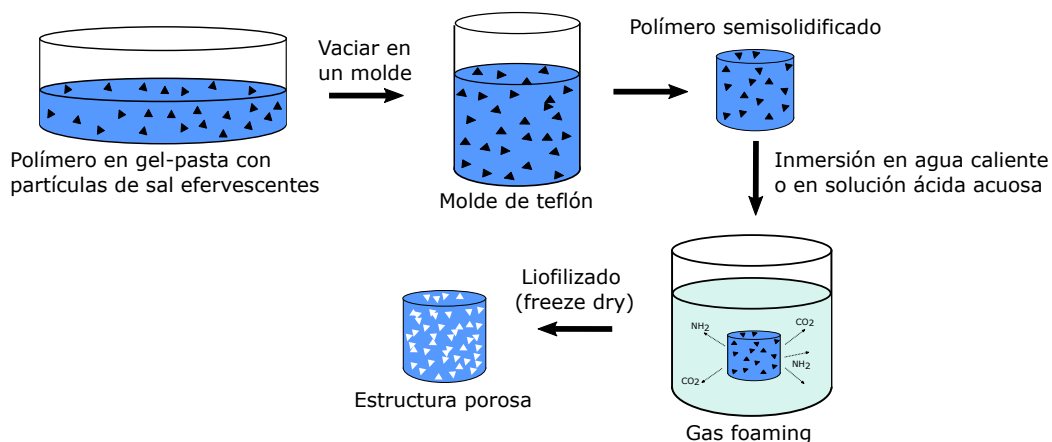 Polímero en gel-pasta con
partículas de sal efervescentes
Vaciar en
un molde
Molde de teflón
Polímero semisolidificado
Inmersión en agua caliente
o en solución ácida acuosa
NH2
CO2
NH2
CO2
Gas foaming
Liofilizado
(freeze dry)
Estructura porosa